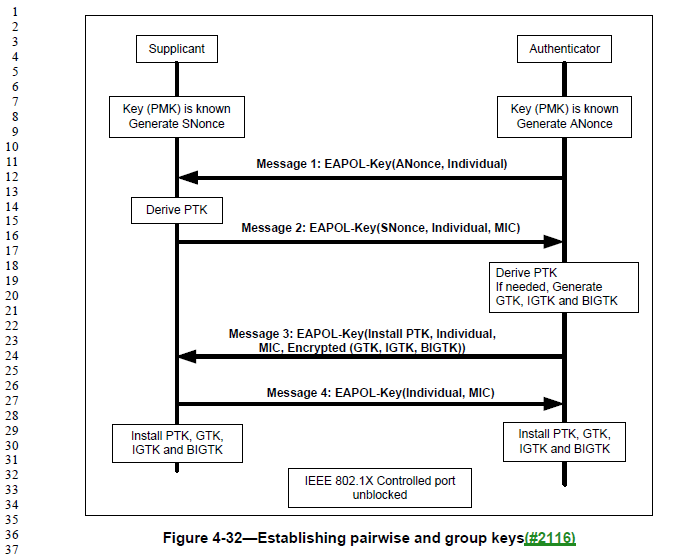 1
2
3
4
5
6
7
8
9
10
11
12
13
14
15
16
17
18
19
20
21
22
23
24
25
26
27
28
29
30
31
32
33
34
35
36
37
Supplicant
Authenticator
Key (PMK) is known
Generate SNonce
Key (PMK) is known
Generate ANonce
Message 1: EAPOL-Key(ANonce, Individual)
Derive PTK
Message 2: EAPOL-Key(SNonce, Individual, MIC)
Derive PTK
If needed, Generate
GTK, IGTK and BIGTK
Message 3: EAPOL-Key(Install PTK, Individual,
MIC, Encrypted (GTK, IGTK, BIGTK))
Message 4: EAPOL-Key(Individual, MIC)
Install PTK, GTK,
IGTK and BIGTK
Install PTK, GTK,
IGTK and BIGTK
IEEE 802.1X Controlled port
unblocked
Figure 4-32—Establishing pairwise and group keys(#2116)